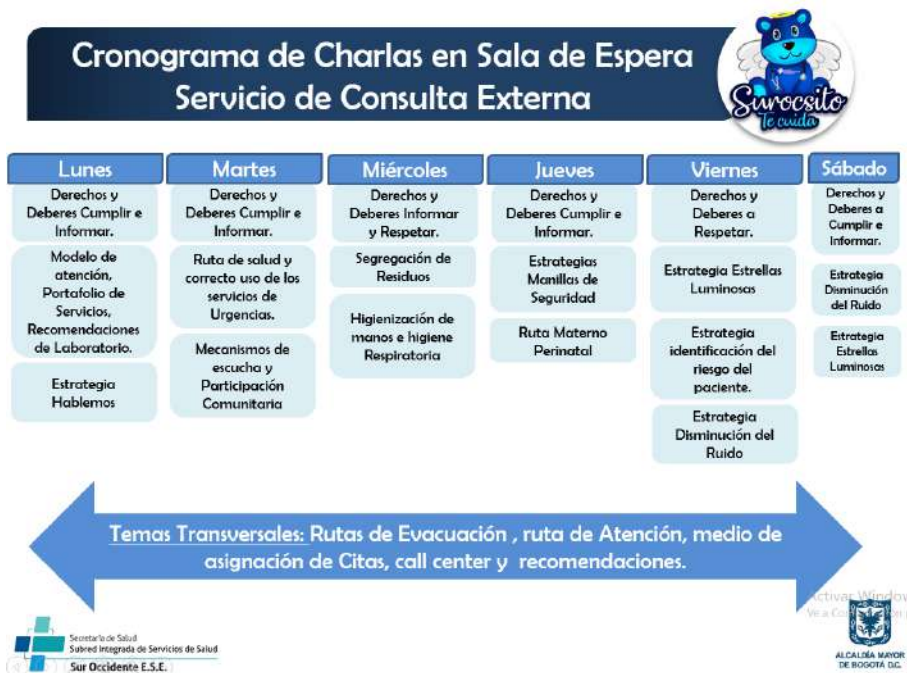 Cronograma de Charlas en Sala de Espera
Servicio de Consulta Externa
Surocsito
Te cuida
Lunes
Derechos y
Deberes Cumplir e
Informar.
Modelo de
atención,
Portafolio de
Servicios,
Recomendaciones
de Laboratorio.
Estrategia
Hablemos
Martes
Derechos y
Deberes Cumplir e
Informar.
Ruta de salud y
correcto uso de los
servicios de
Urgencias.
Mecanismos de
escucha y
Participación
Comunitaria
Miércoles
Derechos y
Deberes Informar
y Respetar.
Segregación de
Residuos
Higienización de
manos e higiene
Respiratoria
Jueves
Derechos y
Deberes Cumplir e
Informar.
Estrategias
Manillas de
Seguridad
Ruta Materno
Perinatal
Viernes
Derechos y
Deberes a
Respetar.
Estrategia Estrellas
Luminosas
Estrategia
identificación del
riesgo del
paciente.
Estrategia
Disminución del
Ruido
Sábado
Derechos y
Deberes a
Cumplir e
Informar.
Estrategia
Disminución
del Ruido
Estrategia
Estrellas
Luminosas
Temas Transversales: Rutas de Evacuación , ruta de Atención, medio de
asignación de Citas, call center y recomendaciones.
Secretaría de Salud
Subred Integrada de Servicios de Salud
Sur Occidente E.S.E.
Activar Window
Ve a
ALCALDÍA MAYOR
DE BOGOTÁ D.C.